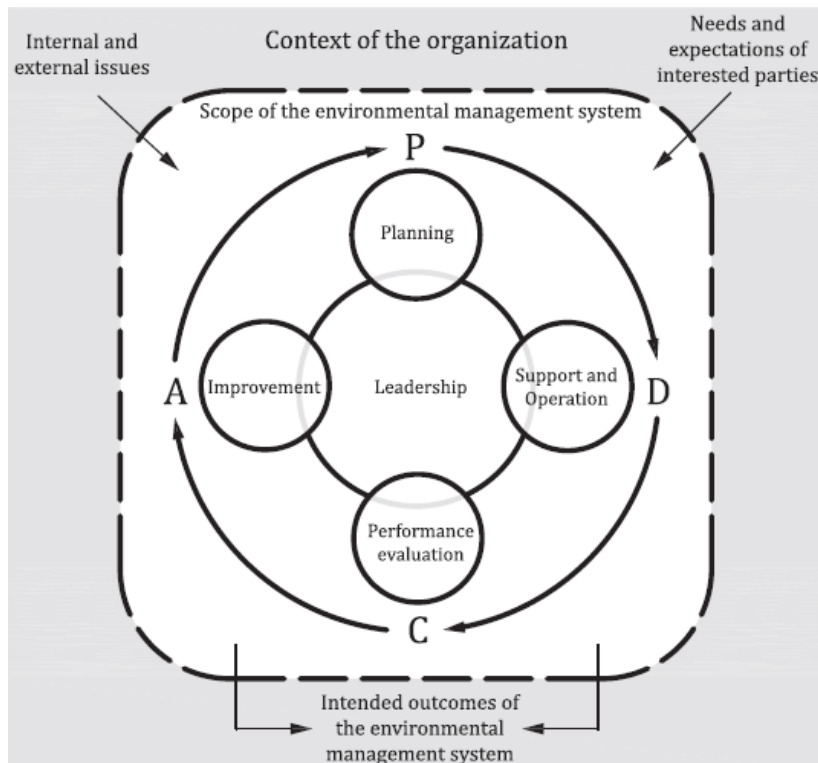 Internal and
external issues
Context of the organization
Needs and
expectations of
interested parties
Scope of the environmental management system
P
Planning
A
Improvement
Leadership
Support and
Operation
D
Performance
evaluation
C
Intended outcomes of
the environmental
management system